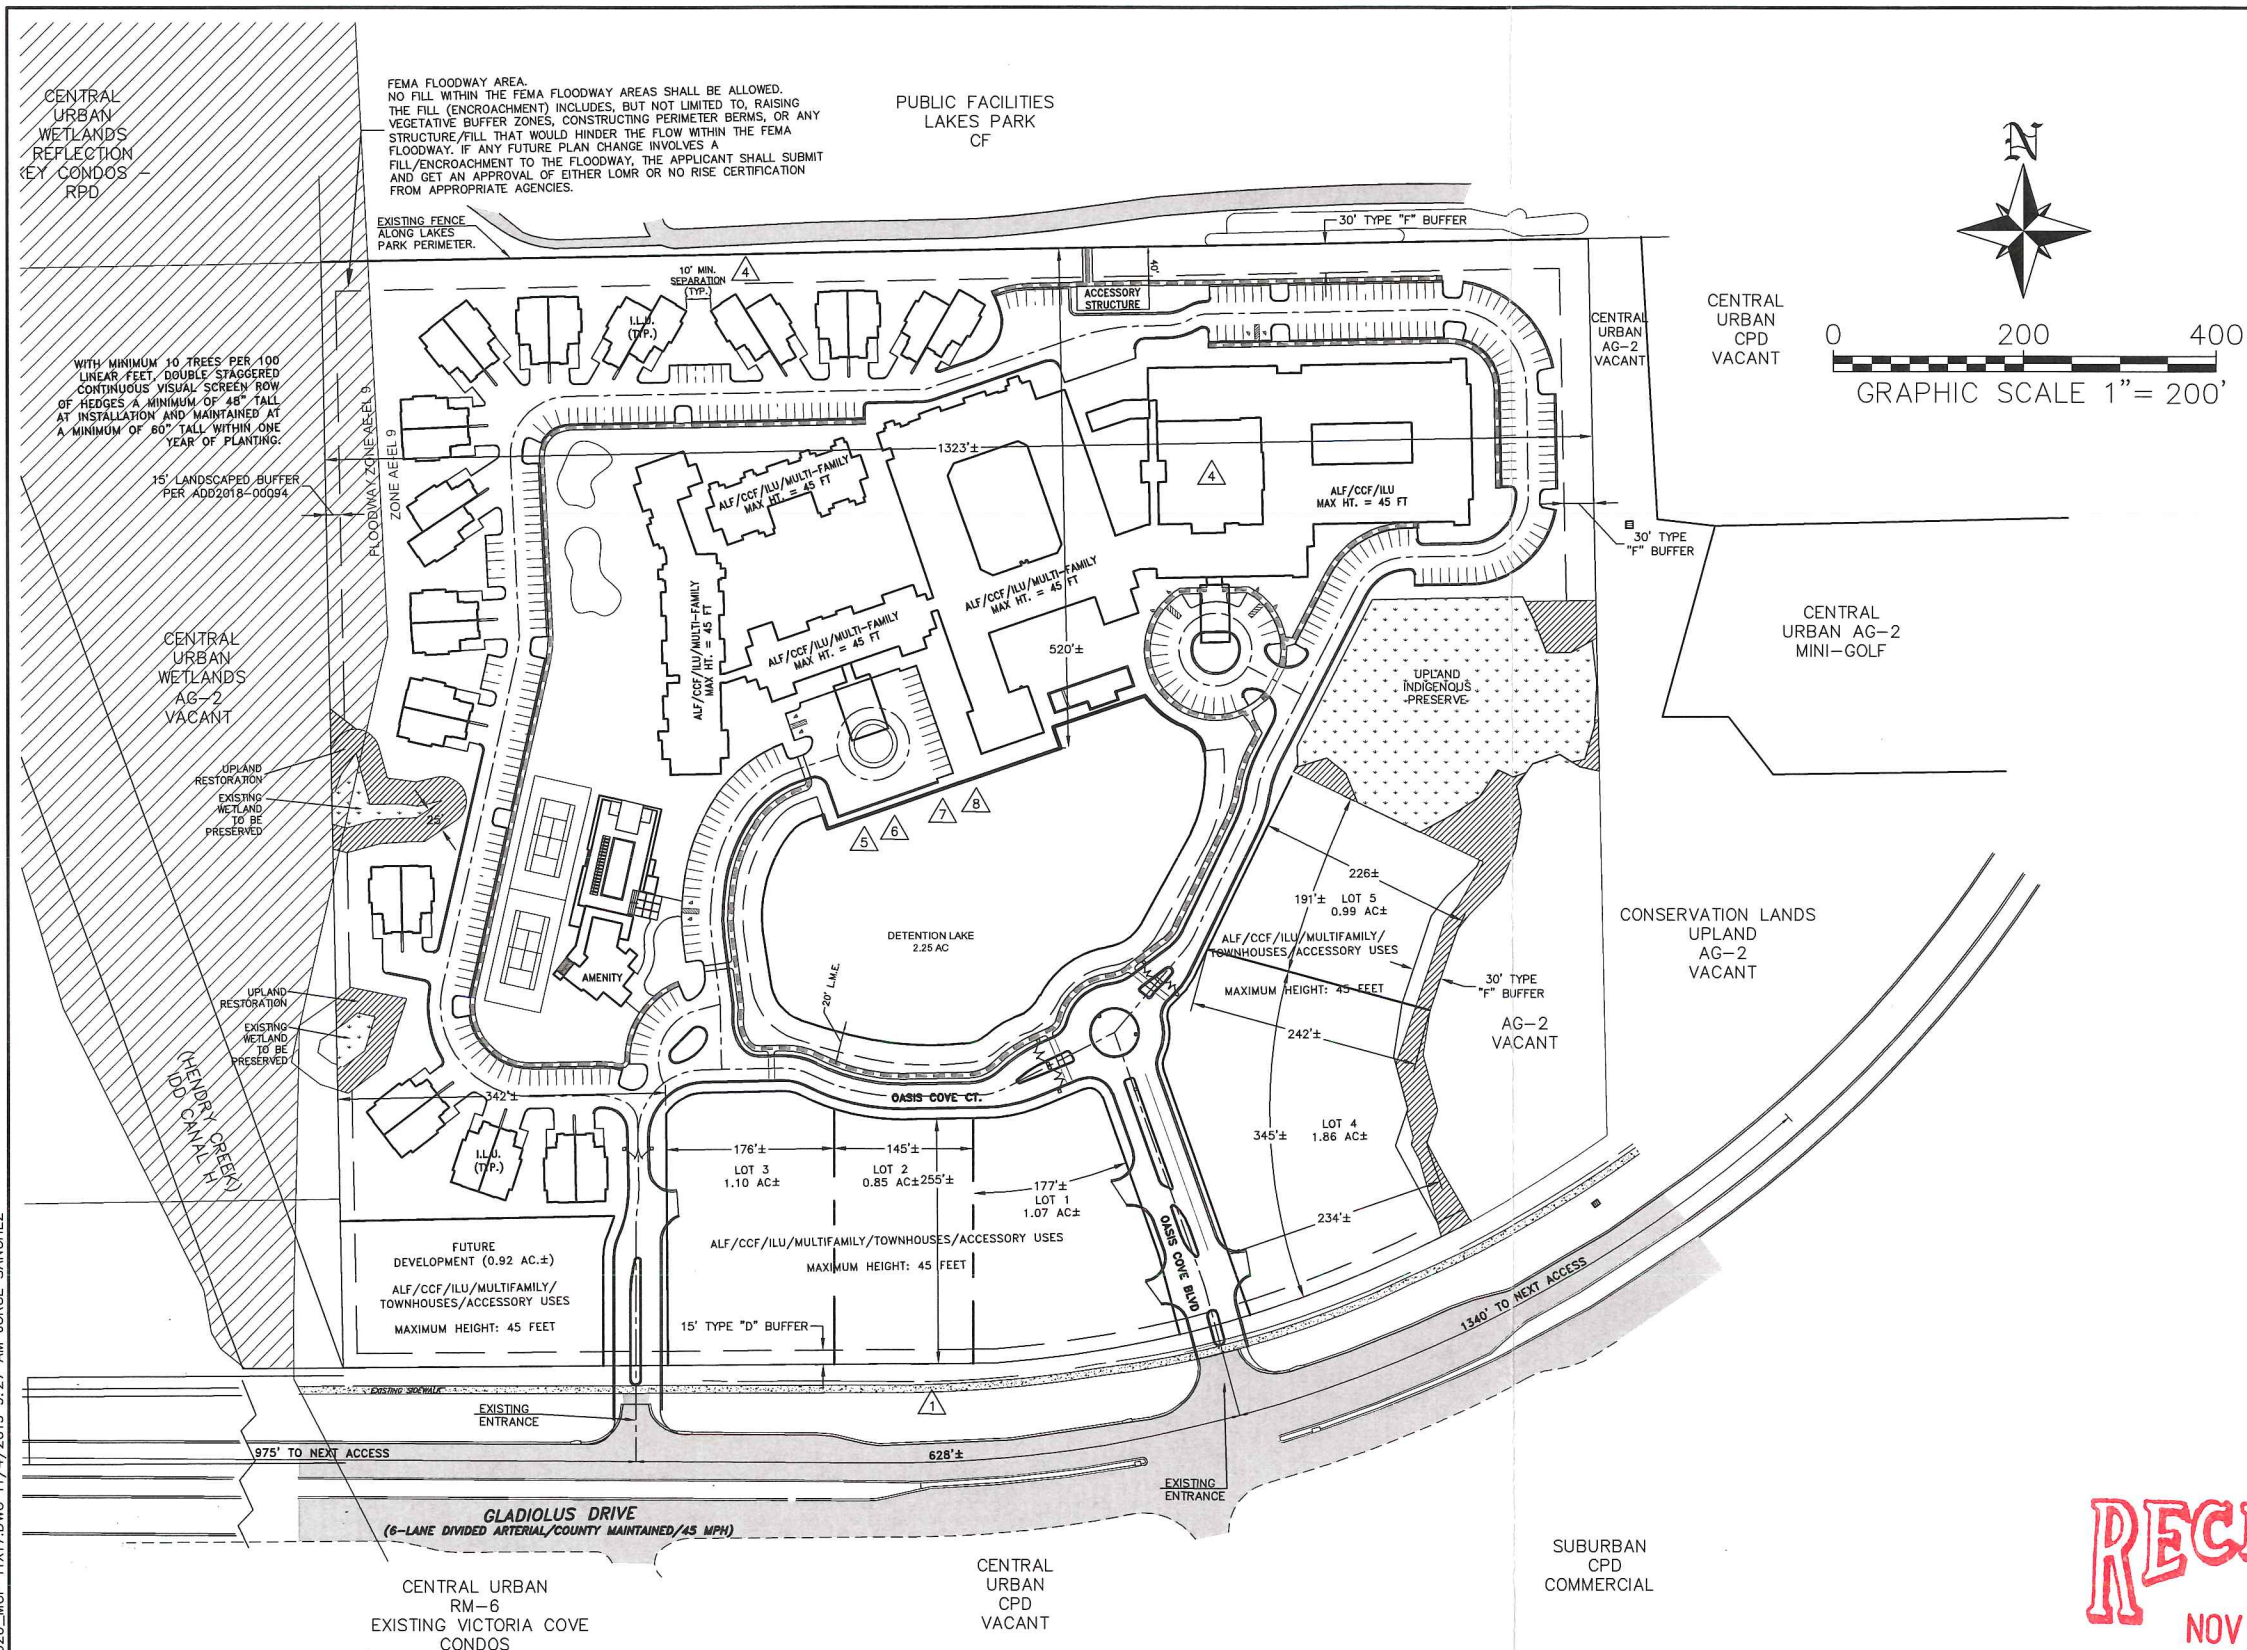 CENTRAL
URBAN
WETLANDS
REFLECTION
KEY CONDOS –
RPD
FEMA FLOODWAY AREA.
NO FILL WITHIN THE FEMA FLOODWAY AREAS SHALL BE ALLOWED.
THE FILL (ENCROACHMENT) INCLUDES, BUT NOT LIMITED TO, RAISING
VEGETATIVE BUFFER ZONES, CONSTRUCTING PERIMETER BERMS, OR ANY
STRUCTURE/FILL THAT WOULD HINDER THE FLOW WITHIN THE FEMA
FLOODWAY. IF ANY FUTURE PLAN CHANGE INVOLVES A
FILL/ENCROACHMENT TO THE FLOODWAY, THE APPLICANT SHALL SUBMIT
AND GET AN APPROVAL OF EITHER LOMR OR NO RISE CERTIFICATION
FROM APPROPRIATE AGENCIES.
PUBLIC FACILITIES
LAKES PARK
CF
N
EXISTING FENCE
ALONG LAKES
PARK PERIMETER.
30' TYPE "F" BUFFER
10' MIN.
SEPARATION
(TYP.)
4
40'
ACCESSORY
STRUCTURE
I.L.U.
(TYP.)
CENTRAL
URBAN
AG-2
VACANT
CENTRAL
URBAN
CPD
VACANT
0 200 400
GRAPHIC SCALE 1"= 200'
WITH MINIMUM 10 TREES PER 100
LINEAR FEET, DOUBLE STAGGERED
CONTINUOUS VISUAL SCREEN ROW
OF HEDGES A MINIMUM OF 48" TALL
AT INSTALLATION AND MAINTAINED AT
A MINIMUM OF 60" TALL WITHIN ONE
YEAR OF PLANTING.
15' LANDSCAPED BUFFER
PER ADD2018-00094
FLOODWAY ZONE AE-EL 9
ZONE AE-EL 9
1323'±
ALF/CCF/ILU/MULTI-FAMILY
MAX HT. = 45 FT
4
ALF/CCF/ILU
MAX HT. = 45 FT
30' TYPE
"F" BUFFER
ALF/CCF/ILU/MULTI-FAMILY
MAX HT. = 45 FT
ALF/CCF/ILU/MULTI-FAMILY
MAX HT. = 45 FT
ALF/CCF/ILU/MULTI-FAMILY
MAX HT. = 45 FT
520'±
CENTRAL
URBAN AG-2
MINI-GOLF
CENTRAL
URBAN
WETLANDS
AG-2
VACANT
UPLAND
INDIGENOUS
PRESERVE
UPLAND
RESTORATION
EXISTING
WETLAND
TO BE
PRESERVED
25'
5
6
7
8
226±
191'± LOT 5
0.99 AC±
ALF/CCF/ILU/MULTIFAMILY/
TOWNHOUSES/ACCESSORY USES
MAXIMUM HEIGHT: 45 FEET
CONSERVATION LANDS
UPLAND
AG-2
VACANT
DETENTION LAKE
2.25 AC
20' L.M.E.
AMENITY
30' TYPE
"F" BUFFER
AG-2
VACANT
UPLAND
RESTORATION
EXISTING
WETLAND
TO BE
PRESERVED
242'±
(HENDRY CREEK)
IDD CANAL H
342'±
OASIS COVE CT.
I.L.U.
(TYP.)
176'±
LOT 3
1.10 AC±
145'±
LOT 2
0.85 AC±
255'±
177'±
LOT 1
1.07 AC±
345'±
LOT 4
1.86 AC±
234'±
OASIS COVE BLVD
ALF/CCF/ILU/MULTIFAMILY/TOWNHOUSES/ACCESSORY USES
MAXIMUM HEIGHT: 45 FEET
FUTURE
DEVELOPMENT (0.92 AC.±)
ALF/CCF/ILU/MULTIFAMILY/
TOWNHOUSES/ACCESSORY USES
MAXIMUM HEIGHT: 45 FEET
15' TYPE "D" BUFFER
1340' TO NEXT ACCESS
EXISTING SIDEWALK
1
EXISTING
ENTRANCE
975' TO NEXT ACCESS
628'±
EXISTING
ENTRANCE
GLADIOLUS DRIVE
(6-LANE DIVIDED ARTERIAL/COUNTY MAINTAINED/45 MPH)
CENTRAL URBAN
RM-6
EXISTING VICTORIA COVE
CONDOS
CENTRAL
URBAN
CPD
VACANT
SUBURBAN
CPD
COMMERCIAL
NOV